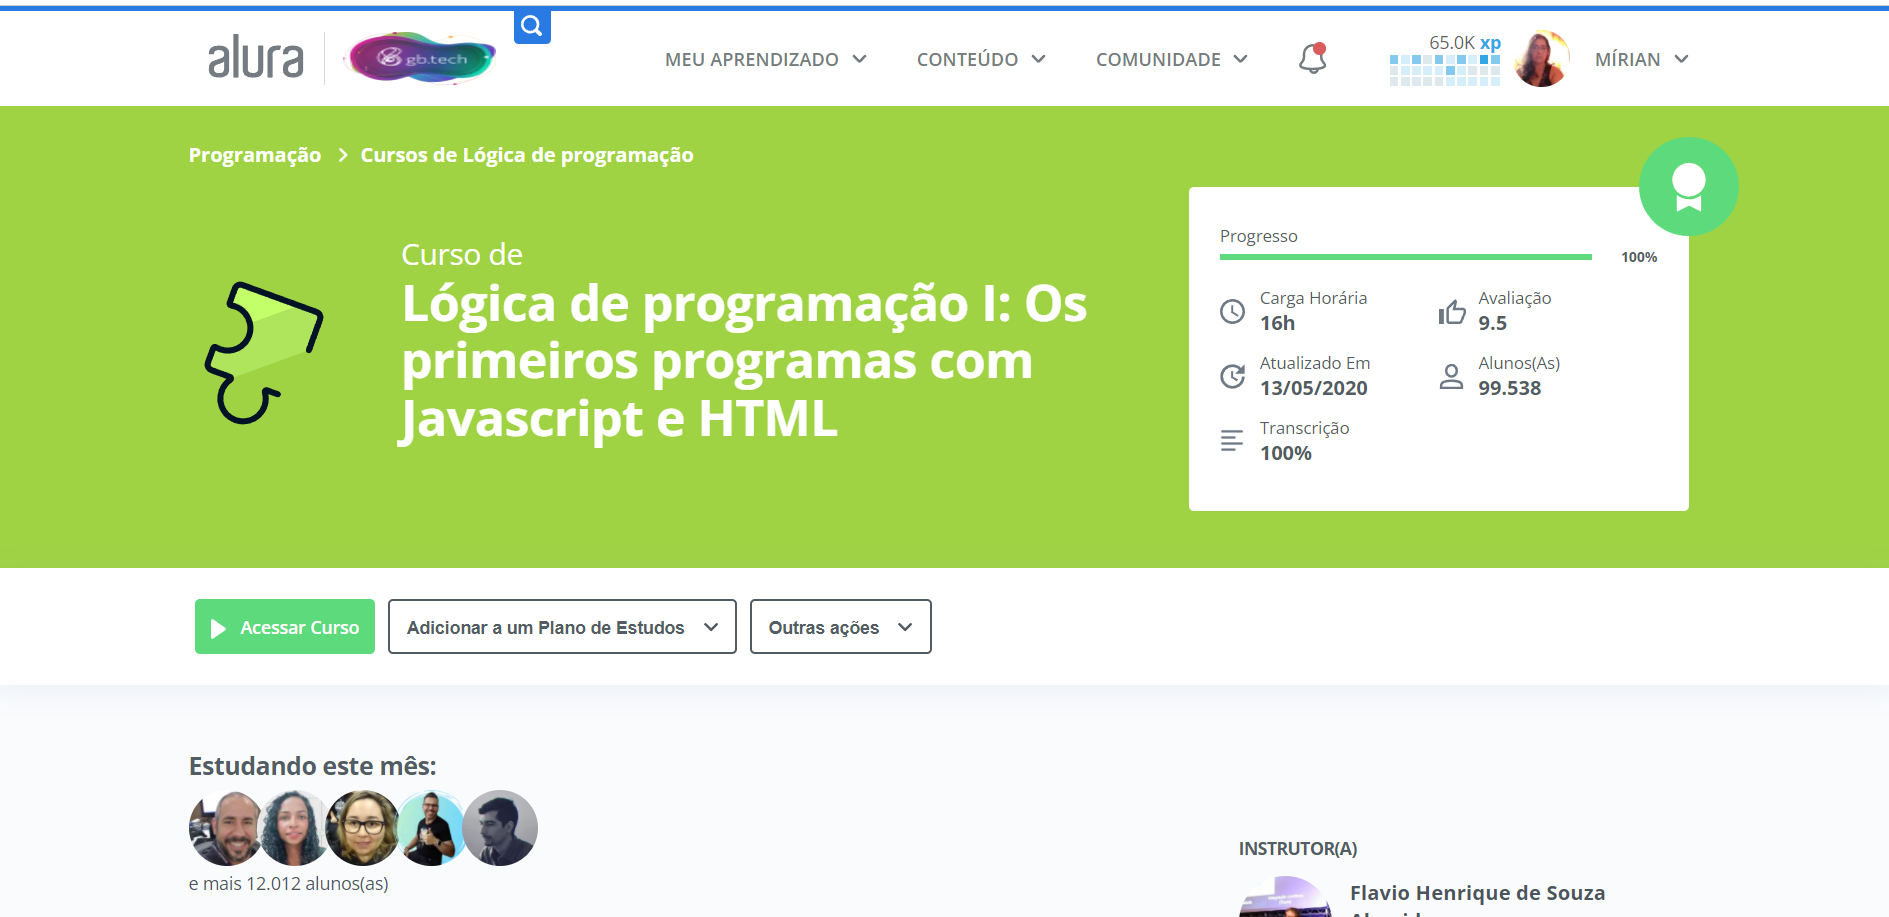 alura
gb.tech
MEU APRENDIZADO
CONTEÚDO
COMUNIDADE
65.0K xp
MÍRIAN
Programação > Cursos de Lógica de programação
Curso de
Lógica de programação I: Os
primeiros programas com
Javascript e HTML
Progresso
100%
Carga Horária
16h
Avaliação
9.5
Atualizado Em
13/05/2020
Alunos(As)
99.538
Transcrição
100%
Acessar Curso
Adicionar a um Plano de Estudos
Outras ações
Estudando este mês:
e mais 12.012 alunos(as)
INSTRUTOR(A)
Flavio Henrique de Souza